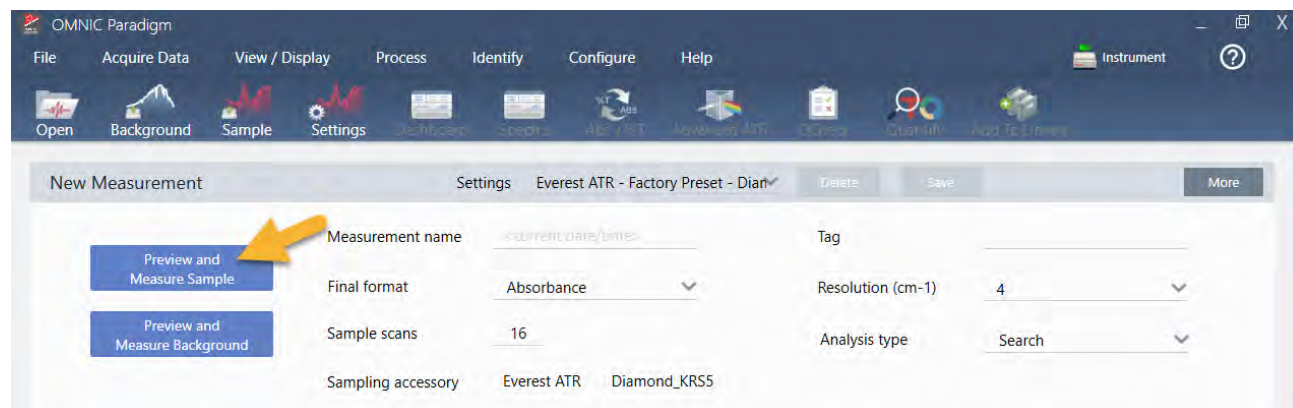 OMNIC Paradigm
File Acquire Data View / Display Process Identify Configure Help Instrument
Open Background Sample Settings Dashboard Spectra Abs / %T Advanced ATR Quantify Add To Library
New Measurement Settings Everest ATR - Factory Preset - Diam Delete Save More
Preview and
Measure Sample
Preview and
Measure Background
Measurement name <current date/time> Tag
Final format Absorbance Resolution (cm-1) 4
Sample scans 16 Analysis type Search
Sampling accessory Everest ATR Diamond_KRS5